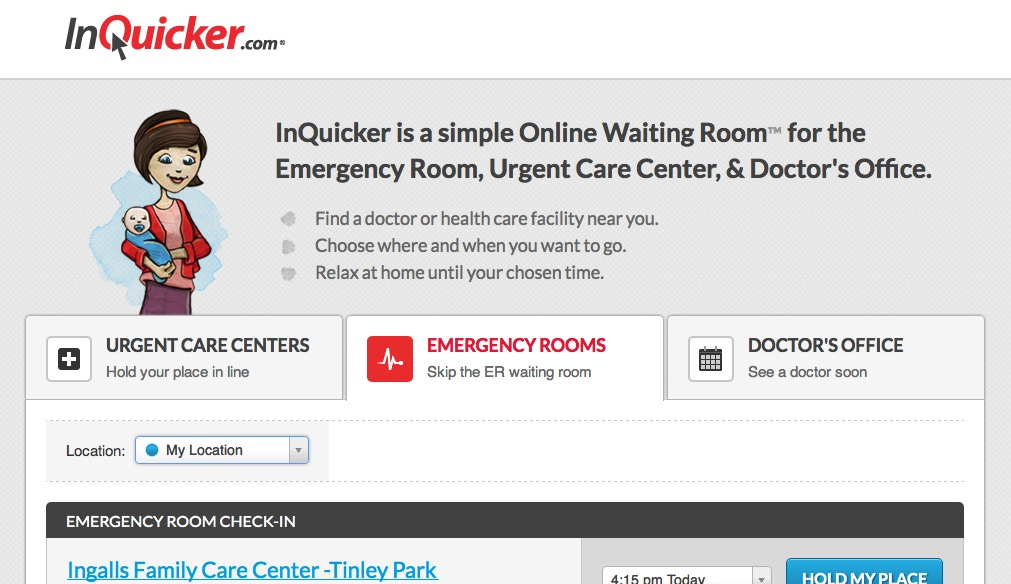 InQuicker.com®
InQuicker is a simple Online Waiting Room™ for the
Emergency Room, Urgent Care Center, & Doctor's Office.
Find a doctor or health care facility near you.
Choose where and when you want to go.
Relax at home until your chosen time.
URGENT CARE CENTERS
Hold your place in line
EMERGENCY ROOMS
Skip the ER waiting room
DOCTOR'S OFFICE
See a doctor soon
Location: My Location
EMERGENCY ROOM CHECK-IN
Ingalls Family Care Center -Tinley Park
4:15 pm Today
HOLD MY PLACE